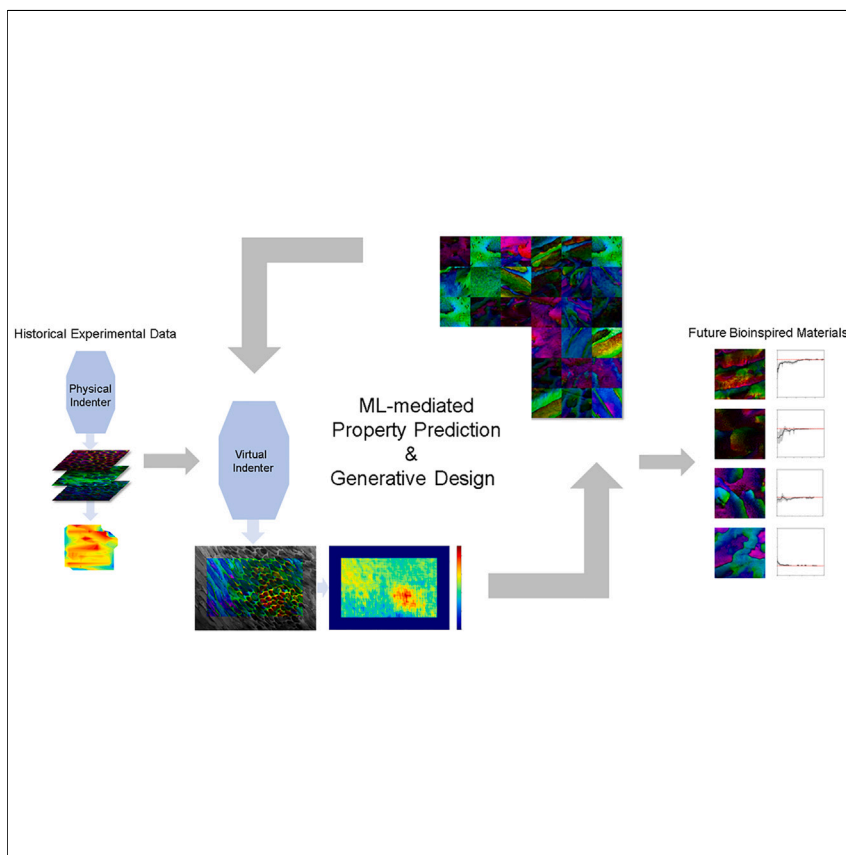 Historical Experimental Data
Physical
Indenter
Virtual
Indenter
ML-mediated
Property Prediction
&
Generative Design
Future Bioinspired Materials